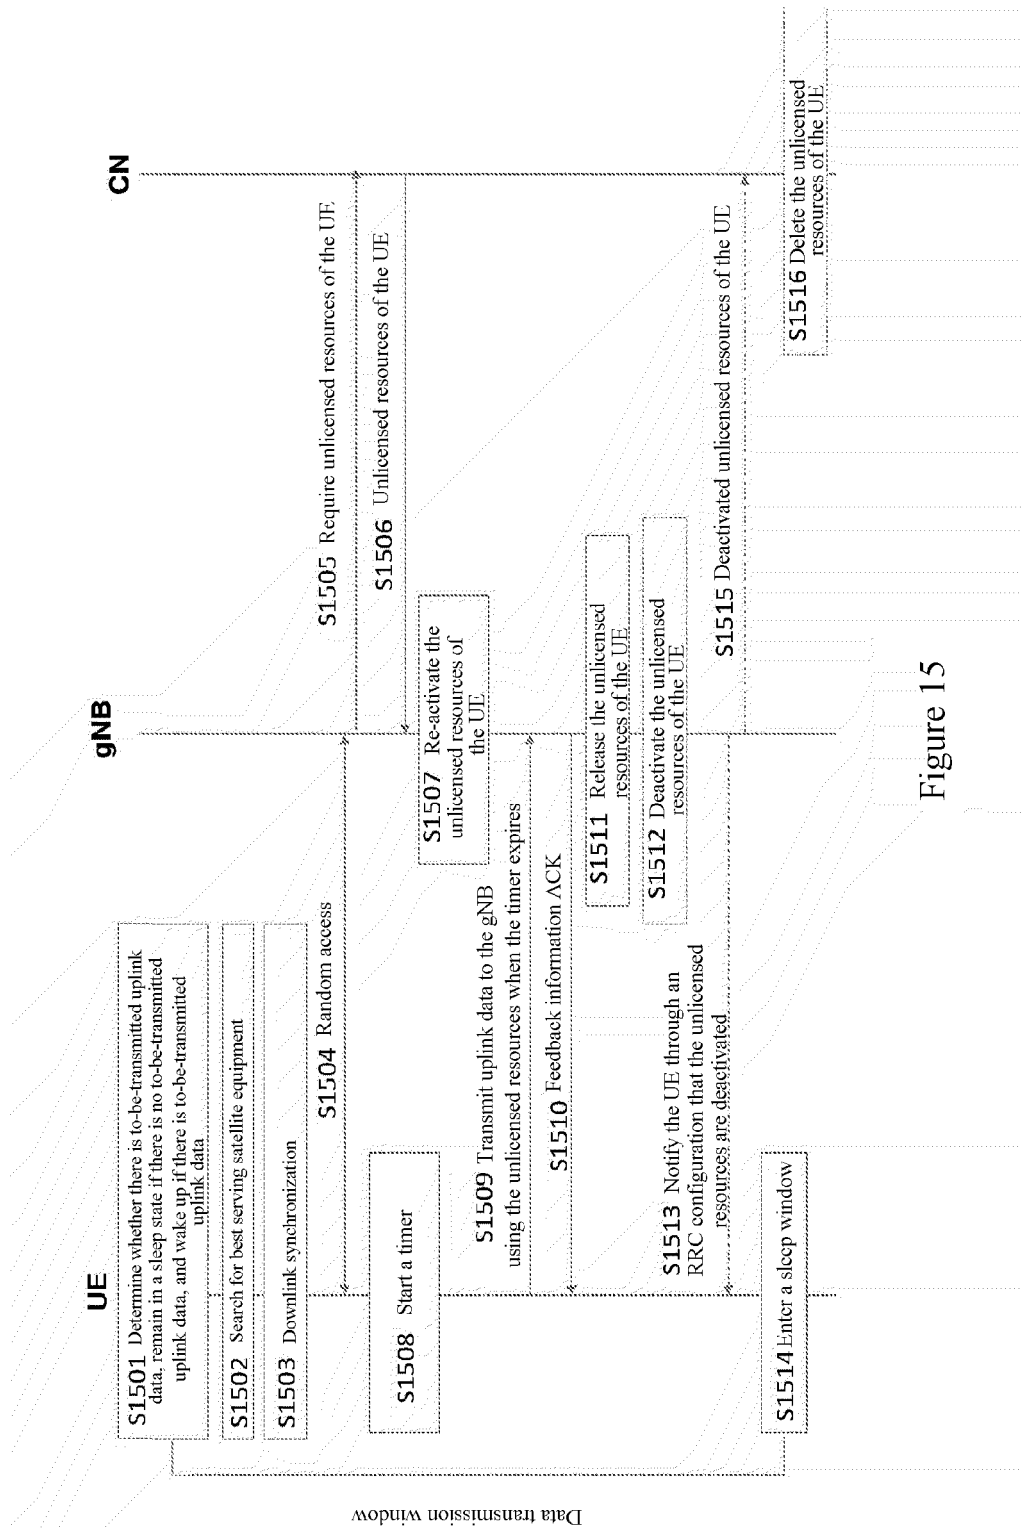 UE
gNB
CN
S1501 Determine whether there is to-be-transmitted uplink
data, remain in a sleep state if there is no to-be-transmitted
uplink data, and wake up if there is to-be-transmitted
uplink data
S1502 Search for best serving satellite equipment
S1503 Downlink synchronization
S1504 Random access
S1505 Require unlicensed resources of the UE
S1506 Unlicensed resources of the UE
S1507 Re-activate the
unlicensed resources of
the UE
S1508 Start a timer
S1509 Transmit uplink data to the gNB
using the unlicensed resources when the timer expires
S1510 Feedback information ACK
S1511 Release the unlicensed
resources of the UE
S1512 Deactivate the unlicensed
resources of the UE
S1513 Notify the UE through an
RRC configuration that the unlicensed
resources are deactivated
S1514 Enter a sleep window
S1515 Deactivated unlicensed resources of the UE
S1516 Delete the unlicensed
resources of the UE
Data transmission window
Figure 15